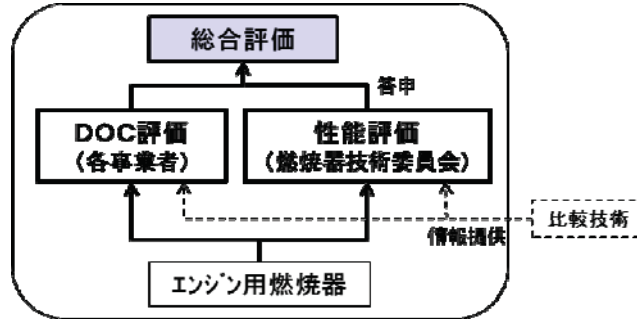 総合評価
答申
DOC評価
(各事業者)
性能評価
(燃焼器技術委員会)
比較技術
情報提供
エンジン用燃焼器